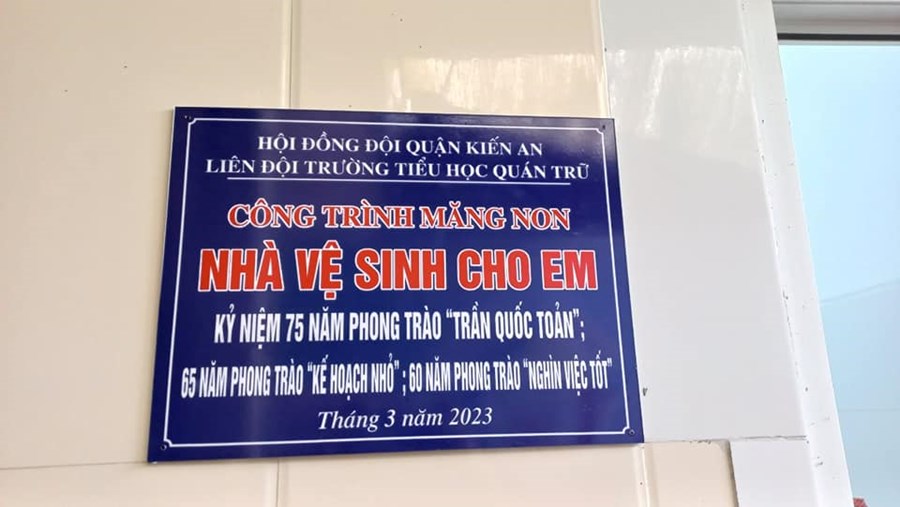 HỘI ĐỒNG ĐỘI QUẬN KIẾN AN
LIÊN ĐỘI TRƯỜNG TIỂU HỌC QUÁN TRỮ
CÔNG TRÌNH MĂNG NON
NHÀ VỆ SINH CHO EM
KỶ NIỆM 75 NĂM PHONG TRÀO “TRẦN QUỐC TOẢN”;
65 NĂM PHONG TRÀO “KẾ HOẠCH NHỎ”; 60 NĂM PHONG TRÀO “NGHÌN VIỆC TỐT”
Tháng 3 năm 2023